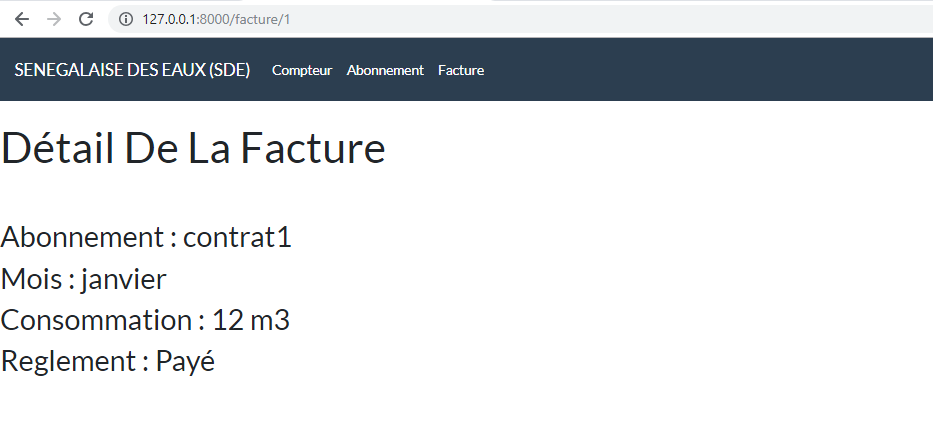 127.0.0.1:8000/facture/1
SENEGALAISE DES EAUX (SDE) Compteur Abonnement Facture
Détail De La Facture
Abonnement : contrat1
Mois : janvier
Consommation : 12 m3
Reglement : Payé